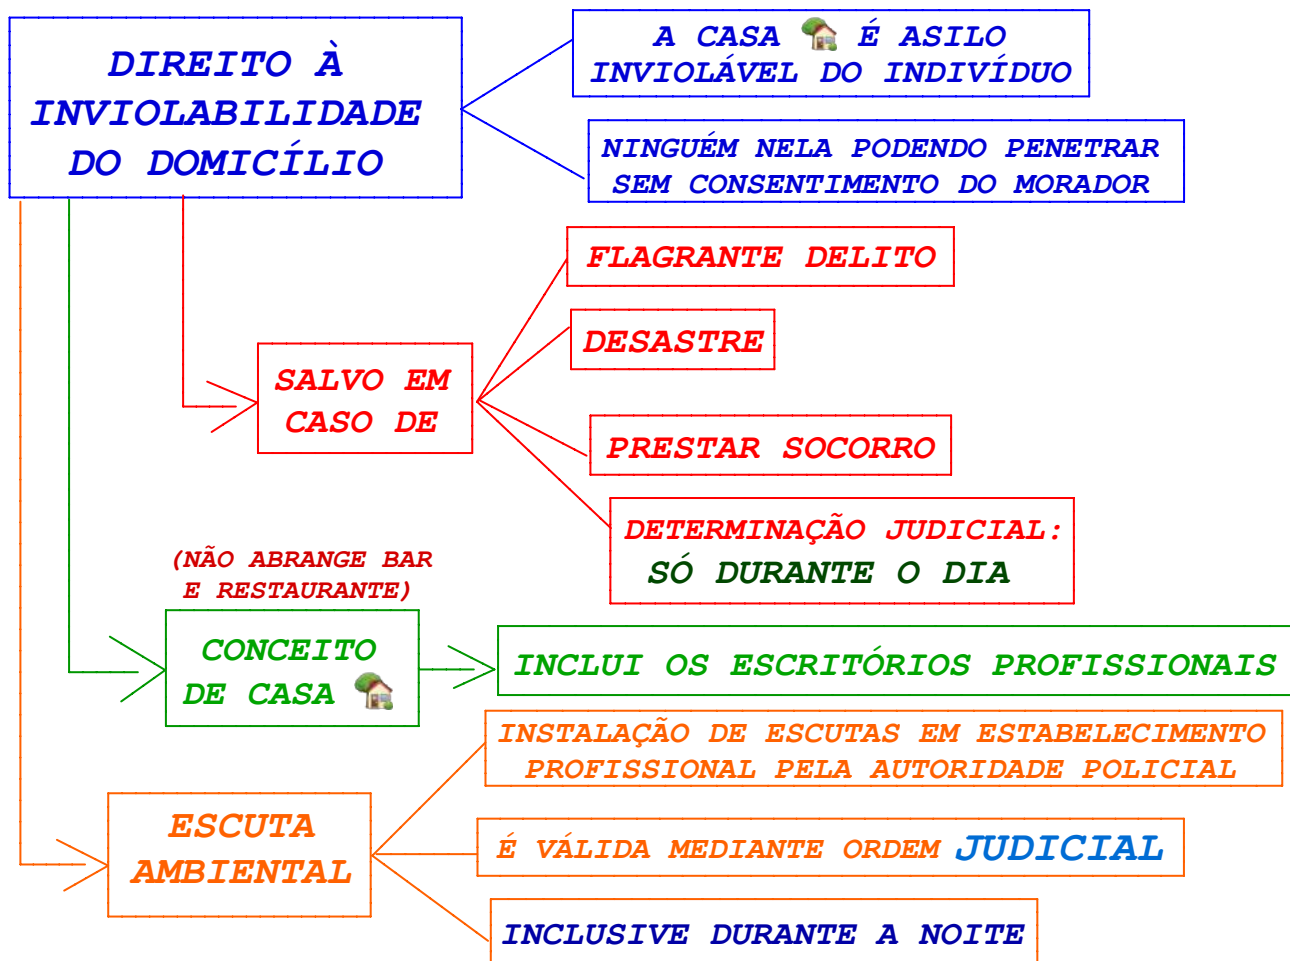 DIREITO À
INVIOLABILIDADE
DO DOMICÍLIO
A CASA É ASILO
INVIOLÁVEL DO INDIVÍDUO
NINGUÉM NELA PODENDO PENETRAR
SEM CONSENTIMENTO DO MORADOR
SALVO EM
CASO DE
FLAGRANTE DELITO
DESASTRE
PRESTAR SOCORRO
DETERMINAÇÃO JUDICIAL:
SÓ DURANTE O DIA
(NÃO ABRANGE BAR
E RESTAURANTE)
CONCEITO
DE CASA
INCLUI OS ESCRITÓRIOS PROFISSIONAIS
ESCUTA
AMBIENTAL
INSTALAÇÃO DE ESCUTAS EM ESTABELECIMENTO
PROFISSIONAL PELA AUTORIDADE POLICIAL
É VÁLIDA MEDIANTE ORDEM JUDICIAL
INCLUSIVE DURANTE A NOITE